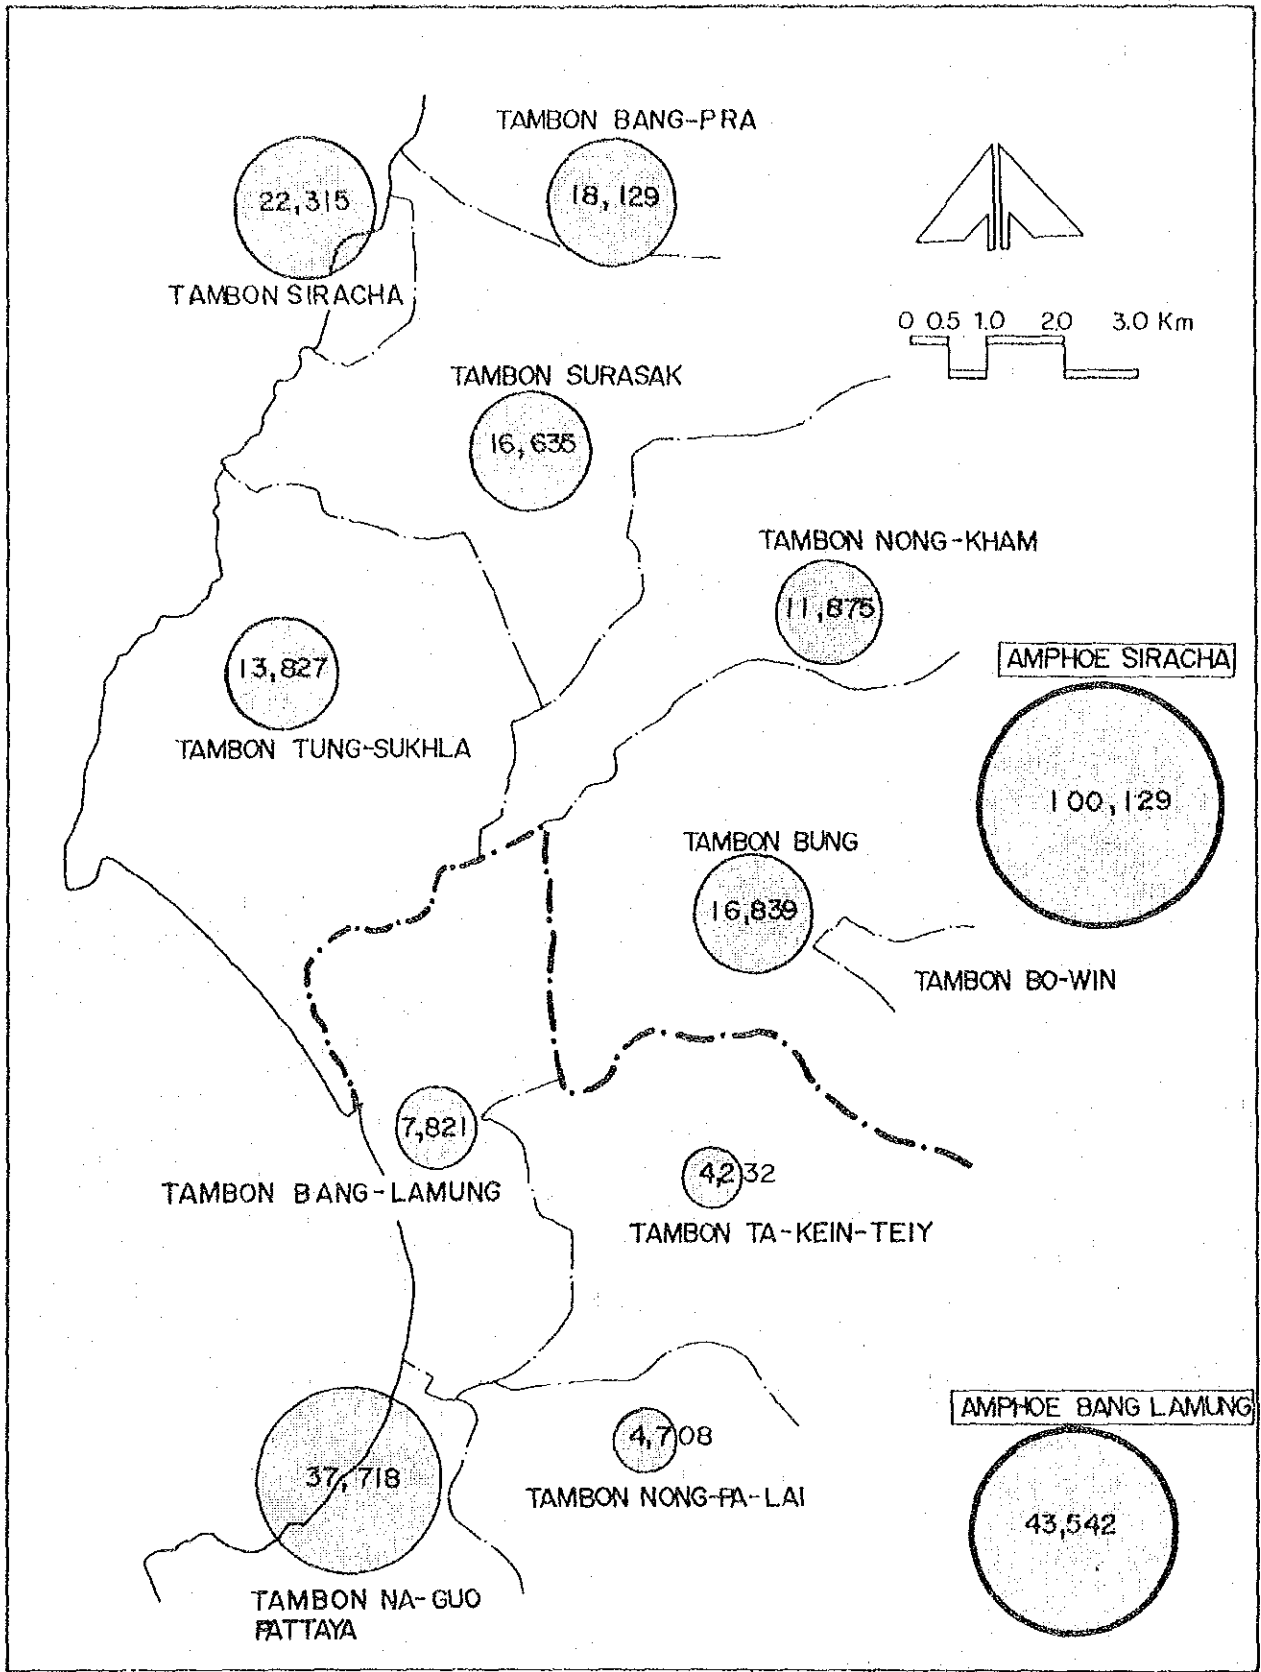 TAMBON BANG-PRA
22,315
18,129
TAMBON SIRACHA
0 0.5 1.0 2.0 3.0 Km
TAMBON SURASAK
16,635
TAMBON NONG-KHAM
11,875
13,827
AMPHOE SIRACHA
TAMBON TUNG-SUKHLA
100,129
TAMBON BUNG
16,839
TAMBON BO-WIN
7,821
4,232
TAMBON BANG-LAMUNG
TAMBON TA-KEIN-TEIY
AMPHOE BANG LAMUNG
4,708
37,718
TAMBON NONG-PA-LAI
43,542
TAMBON NA-GUO
PATTAYA